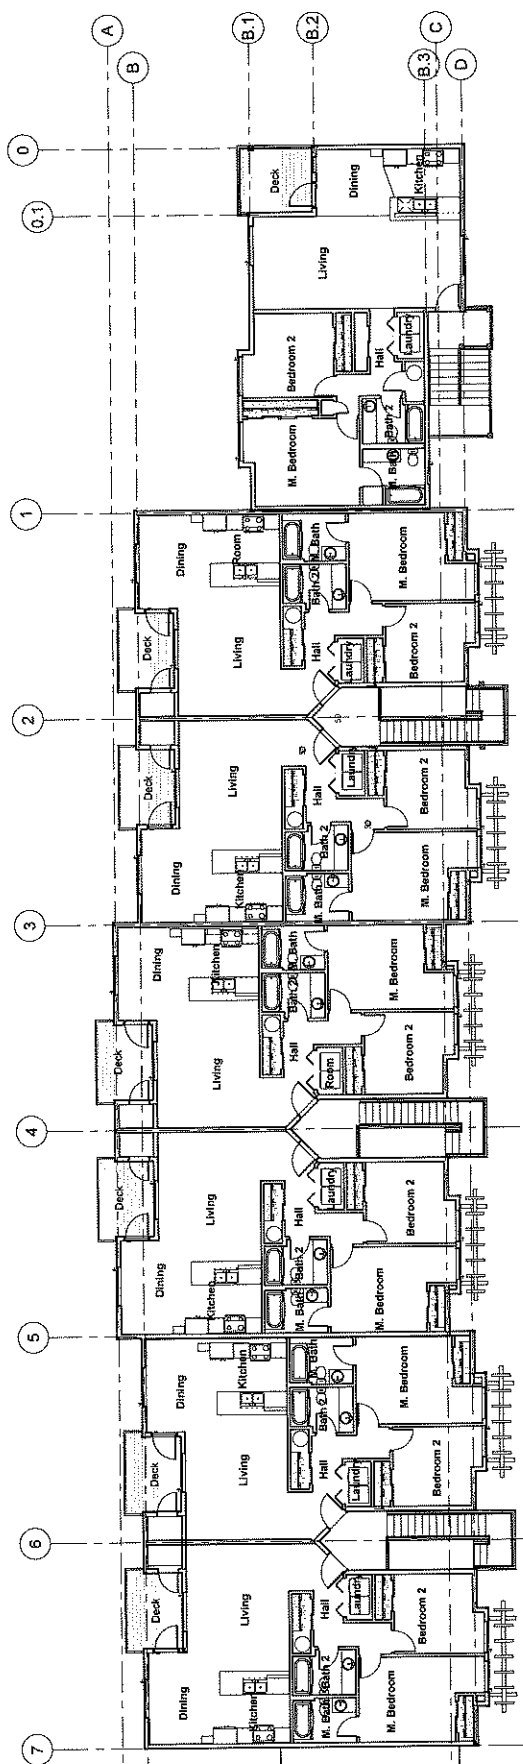 A
B
B.1
B.2
B.3
C
D
0
0.1
Deck
Dining
Kitchen
Living
Bedroom 2
Hall
Laundry
M. Bedroom
Bath 2
M. Bath
1
Dining
Room
M. Bath
M. Bedroom
Bath 2
Deck
Living
Hall
Laundry
Bedroom 2
2
SD
SD
Deck
Living
Hall
Laundry
Bedroom 2
Dining
Kitchen
Bath 2
SD
M. Bath
M. Bedroom
3
Dining
Kitchen
M. Bath
M. Bedroom
Bath 2
Deck
Living
Hall
Room
Bedroom 2
4
Deck
Living
Hall
Laundry
Bedroom 2
Dining
Kitchen
Bath 2
M. Bath
M. Bedroom
5
Dining
Kitchen
M. Bath
M. Bedroom
Bath 2
Deck
Living
Hall
Laundry
Bedroom 2
6
Deck
Living
Hall
Laundry
Bedroom 2
Dining
Kitchen
Bath 2
M. Bath
M. Bedroom
7